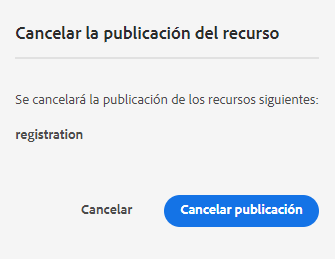 Cancelar la publicación del recurso
Se cancelará la publicación de los recursos siguientes:
registration
Cancelar
Cancelar publicación